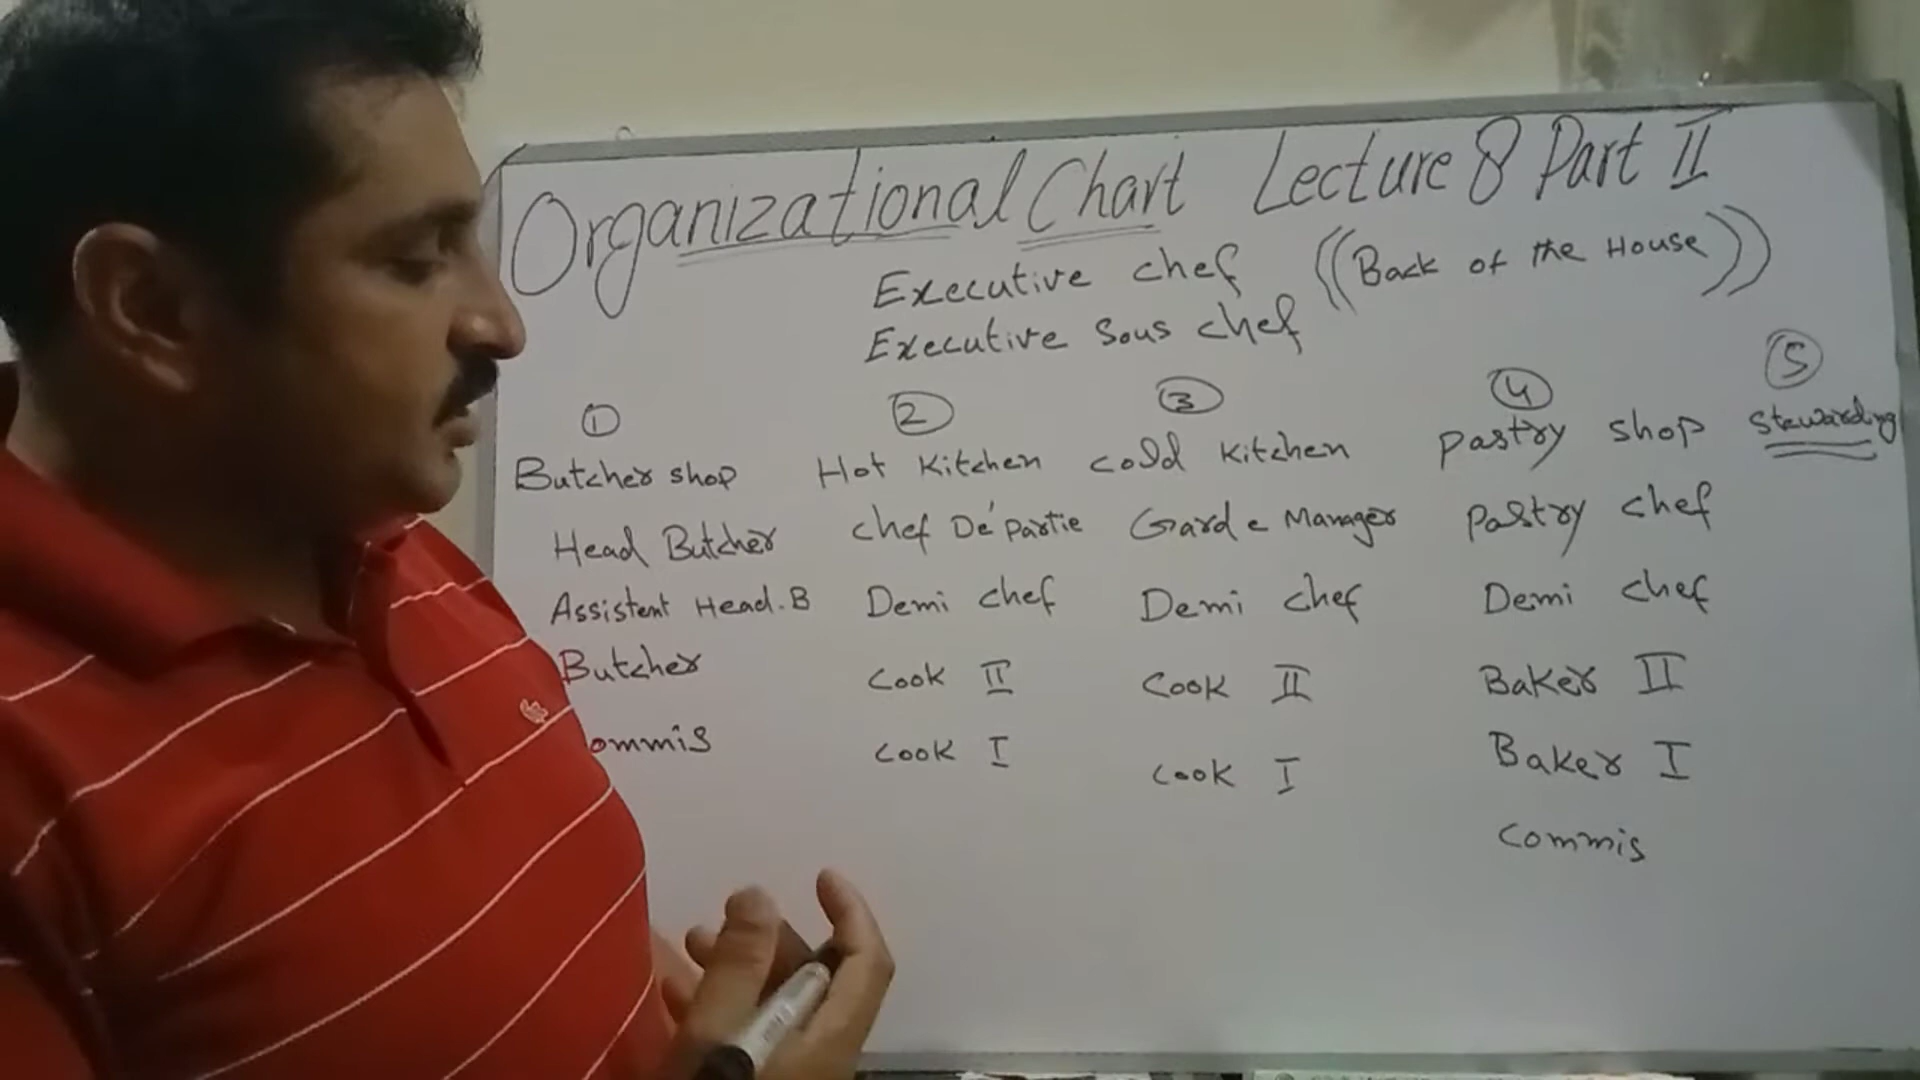 Organizational Chart Lecture 8 Part II
Executive chef ((Back of the House))
Executive Sous chef
1 2 3 4 5
Butcher shop Hot Kitchen Cold Kitchen Pastry shop Stewarding
Head Butcher chef De' Partie Gard e Manager Pastry chef
Assistent Head.B Demi chef Demi chef Demi chef
Butcher Cook II Cook II Baker II
ommis Cook I Cook I Baker I
Commis